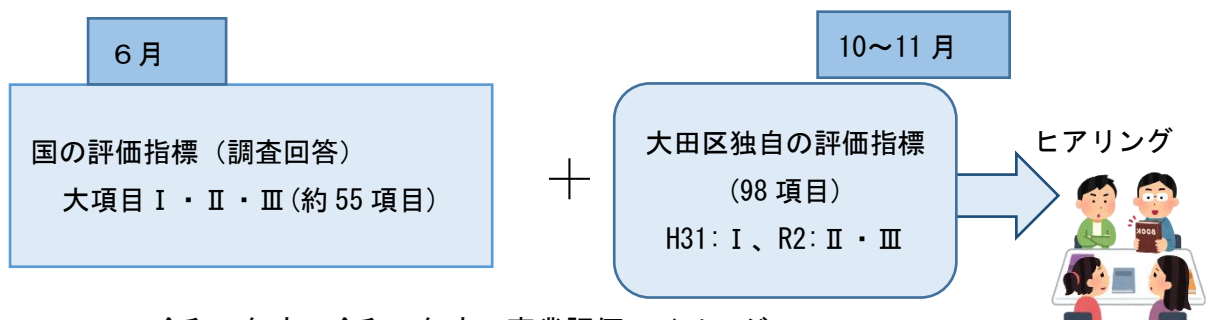 ６月
10～11 月
国の評価指標（調査回答）
大項目Ⅰ・Ⅱ・Ⅲ(約 55 項目)
＋
大田区独自の評価指標
(98 項目)
H31:Ⅰ、R2:Ⅱ・Ⅲ
ヒアリング
BOOK